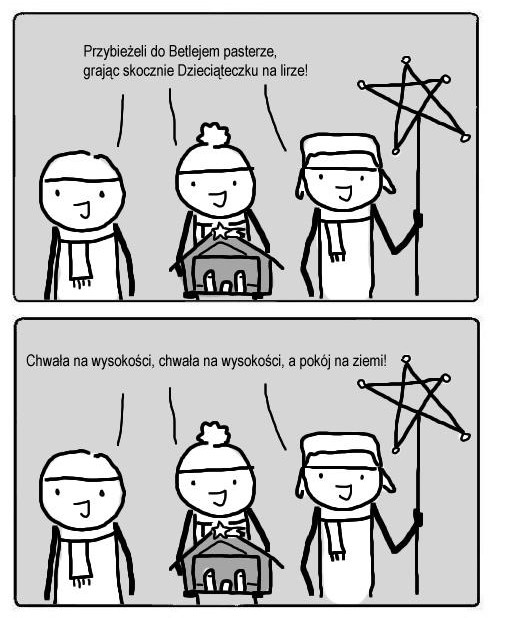 Przybieżeli do Betlejem pasterze,
grając skocznie Dzieciąteczku na lirze!
Chwała na wysokości, chwała na wysokości, a pokój na ziemi!